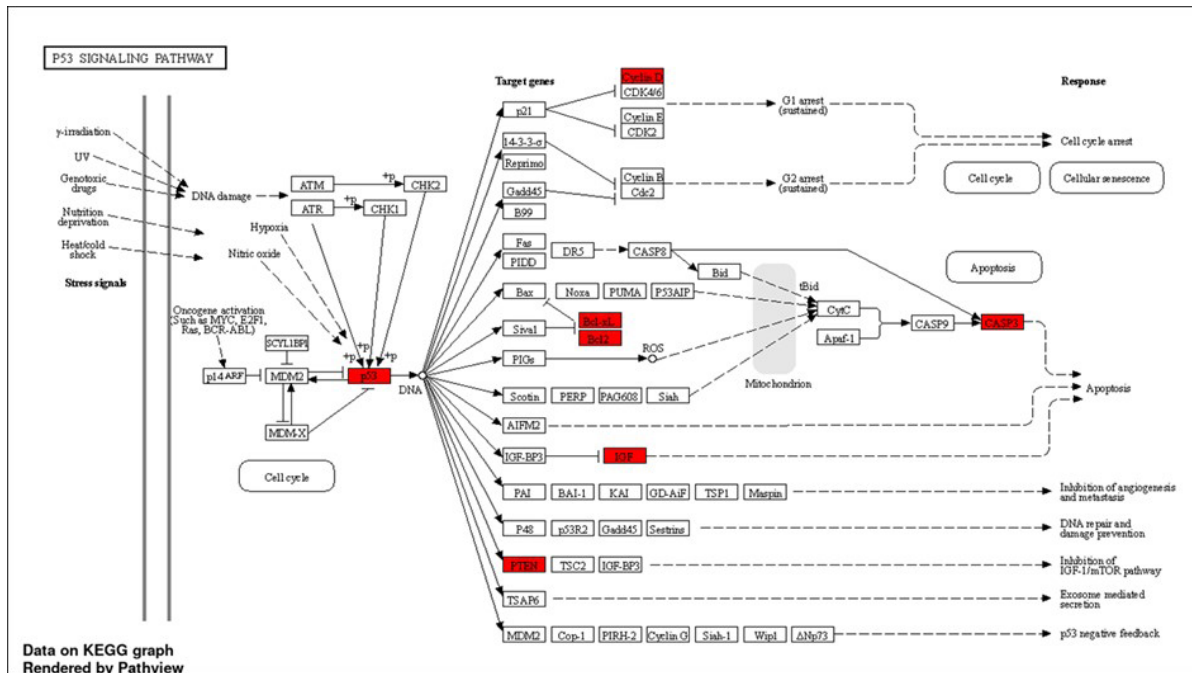 P53 SIGNALING PATHWAY
Target genes
Response
γ-irradiation
UV
Genotoxic
drugs
Nutrition
deprivation
Heat/cold
shock
Stress signals
DNA damage
ATM
+p
CHK2
ATR
+p
CHK1
+p
Hypoxia
Nitric oxide
Oncogene activation
(Such as MYC, E2F1,
Ras, BCR-ABL)
SCYL1BP1
+p
+p
+p
p14ARF
MDM2
p53
DNA
MDM-X
Cell cycle
p21
Cyclin D
CDK4/6
Cyclin E
CDK2
G1 arrest
(sustained)
14-3-3-σ
Reprimo
Gadd45
B99
Cyclin B
Cdc2
G2 arrest
(sustained)
Cell cycle arrest
Cell cycle
Cellular senescence
Fas
PIDD
DR5
CASP8
Bid
tBid
Apoptosis
Bax
Noxa
PUMA
P53AIP
CytC
Siva1
Bcl-xL
Bcl2
Apaf-1
CASP9
CASP3
PIGs
ROS
Mitochondrion
Scotin
PERP
PAG608
Siah
Apoptosis
AIFM2
IGF-BP3
IGF
PAI
BAI-1
KAI
GD-AiF
TSP1
Maspin
Inhibition of angiogenesis
and metastasis
P48
p53R2
Gadd45
Sestrins
DNA repair and
damage prevention
PTEN
TSC2
IGF-BP3
Inhibition of
IGF-1/mTOR pathway
TSAP6
Exosome mediated
secretion
MDM2
Cop-1
PIRH-2
Cyclin G
Siah-1
Wip1
ΔNp73
p53 negative feedback
Data on KEGG graph
Rendered by Pathview